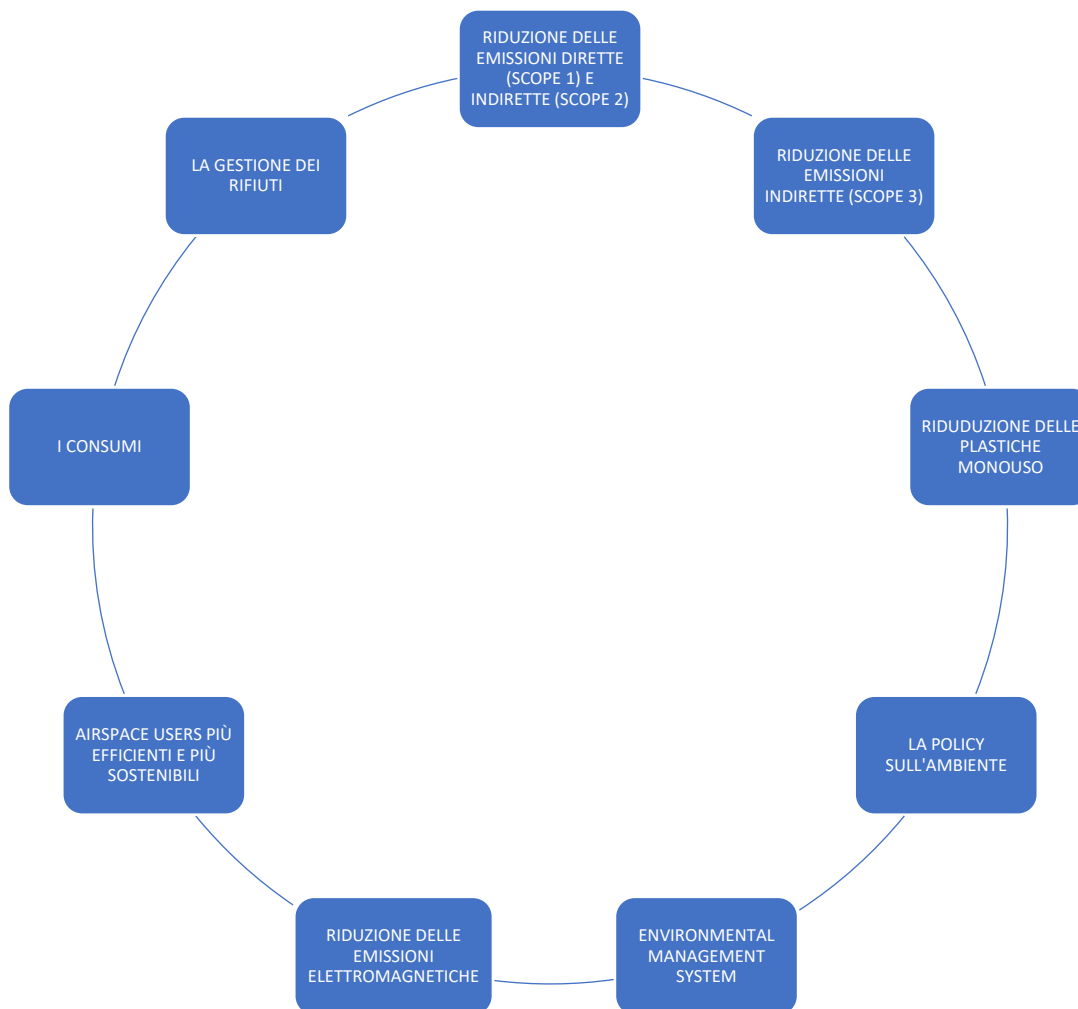 RIDUZIONE DELLE
EMISSIONI DIRETTE
(SCOPE 1) E
INDIRETTE (SCOPE 2)
RIDUZIONE DELLE
EMISSIONI
INDIRETTE (SCOPE 3)
RIDUDUZIONE DELLE
PLASTICHE
MONOUSO
LA POLICY
SULL'AMBIENTE
ENVIRONMENTAL
MANAGEMENT
SYSTEM
RIDUZIONE DELLE
EMISSIONI
ELETTROMAGNETICHE
AIRSPACE USERS PIÙ
EFFICIENTI E PIÙ
SOSTENIBILI
I CONSUMI
LA GESTIONE DEI
RIFIUTI